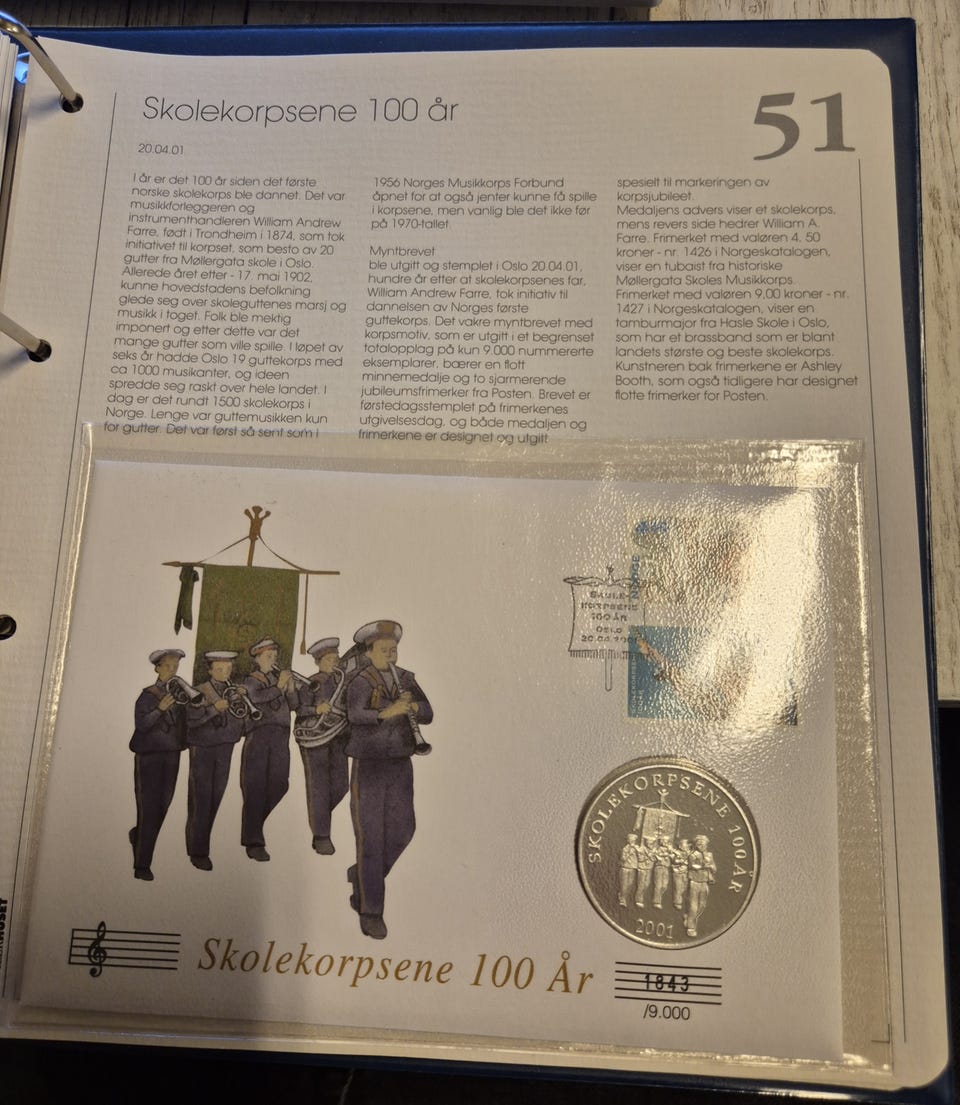 Skolekorpsene 100 år
51
20.04.01
I år er det 100 år siden det første
norske skolekorps ble dannet. Det var
musikkforleggeren og
instrumenthandleren William Andrew
Farre, født i Trondheim i 1874, som tok
initiativet til korpset, som besto av 20
gutter fra Møllergata skole i Oslo.
Allerede året etter - 17. mai 1902,
kunne hovedstadens befolkning
glede seg over skoleguttenes marsj og
musikk i toget. Folk ble mektig
imponert og etter dette var det
mange gutter som ville spille. I løpet av
seks år hadde Oslo 19 guttekorps med
ca 1000 musikanter, og ideen
spredde seg raskt over hele landet. I
dag er det rundt 1500 skolekorps i
Norge. Lenge var guttemusikken kun
for gutter. Det var først så sent som i
1956 Norges Musikkorps Forbund
åpnet for at også jenter kunne få spille
i korpsene, men vanlig ble det ikke før
på 1970-tallet.
Myntbrevet
ble utgitt og stemplet i Oslo 20.04.01,
hundre år etter at skolekorpsenes far,
William Andrew Farre, tok initiativ til
dannelsen av Norges første
guttekorps. Det vakre myntbrevet med
korpsmotiv, som er utgitt i et begrenset
totalopplag på kun 9.000 nummererte
eksemplarer, bærer en flott
minnemedalje og to sjarmerende
jubileumsfrimerker fra Posten. Brevet er
førstedagsstemplet på frimerkenes
utgivelsesdag, og både medaljen og
frimerkene er designet og utgitt
spesielt til markeringen av
korpsjubileet.
Medaljens advers viser et skolekorps,
mens revers side hedrer William A.
Farre. Frimerket med valøren 4, 50
kroner - nr. 1426 i Norgeskatalogen,
viser en tubaist fra historiske
Møllergata Skoles Musikkorps.
Frimerket med valøren 9,00 kroner - nr.
1427 i Norgeskatalogen, viser en
tamburmajor fra Hasle Skole i Oslo,
som har et brassband som er blant
landets største og beste skolekorps.
Kunstneren bak frimerkene er Ashley
Booth, som også tidligere har designet
flotte frimerker for Posten.
NORGE
SKULE-
KORPSENE
100 ÅR
OSLO
20.04.200
SKOLEKORPSENE 100 ÅR
2001
Skolekorpsene 100 År
1843
/9.000